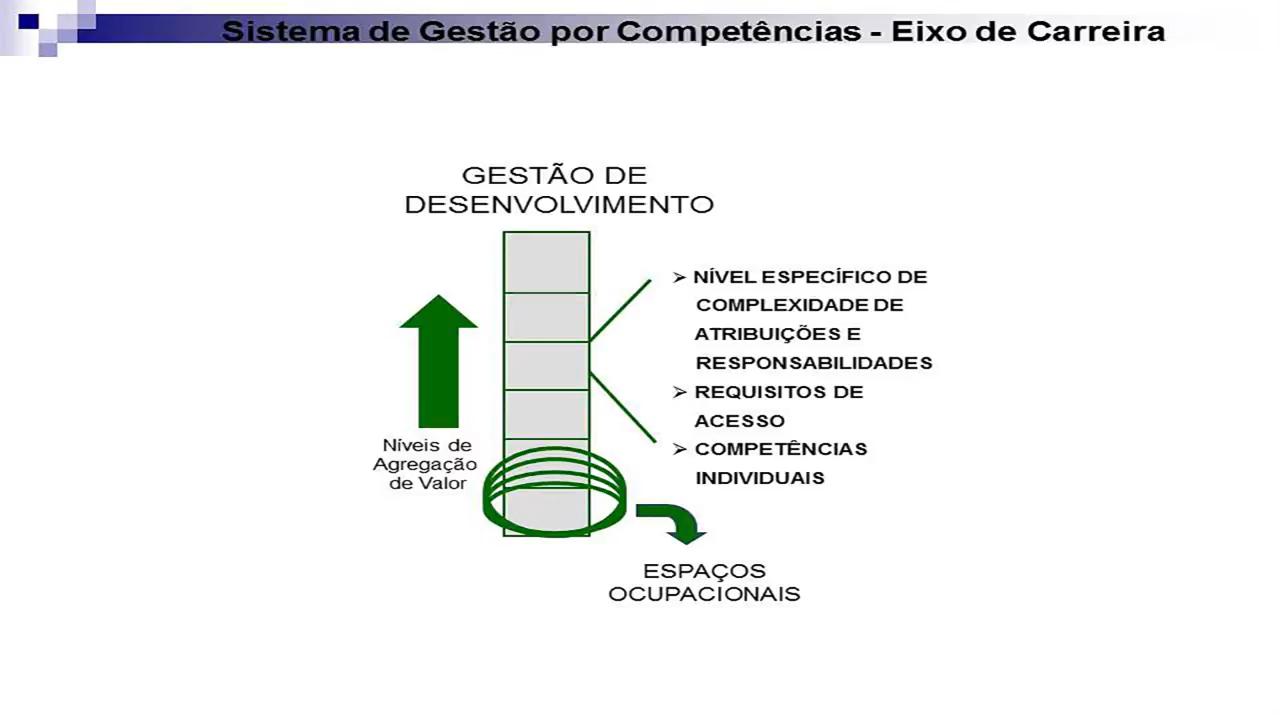 Sistema de Gestão por Competências - Eixo de Carreira
GESTÃO DE
DESENVOLVIMENTO
➢ NÍVEL ESPECÍFICO DE
COMPLEXIDADE DE
ATRIBUIÇÕES E
RESPONSABILIDADES
➢ REQUISITOS DE
ACESSO
➢ COMPETÊNCIAS
INDIVIDUAIS
Níveis de
Agregação
de Valor
ESPAÇOS
OCUPACIONAIS